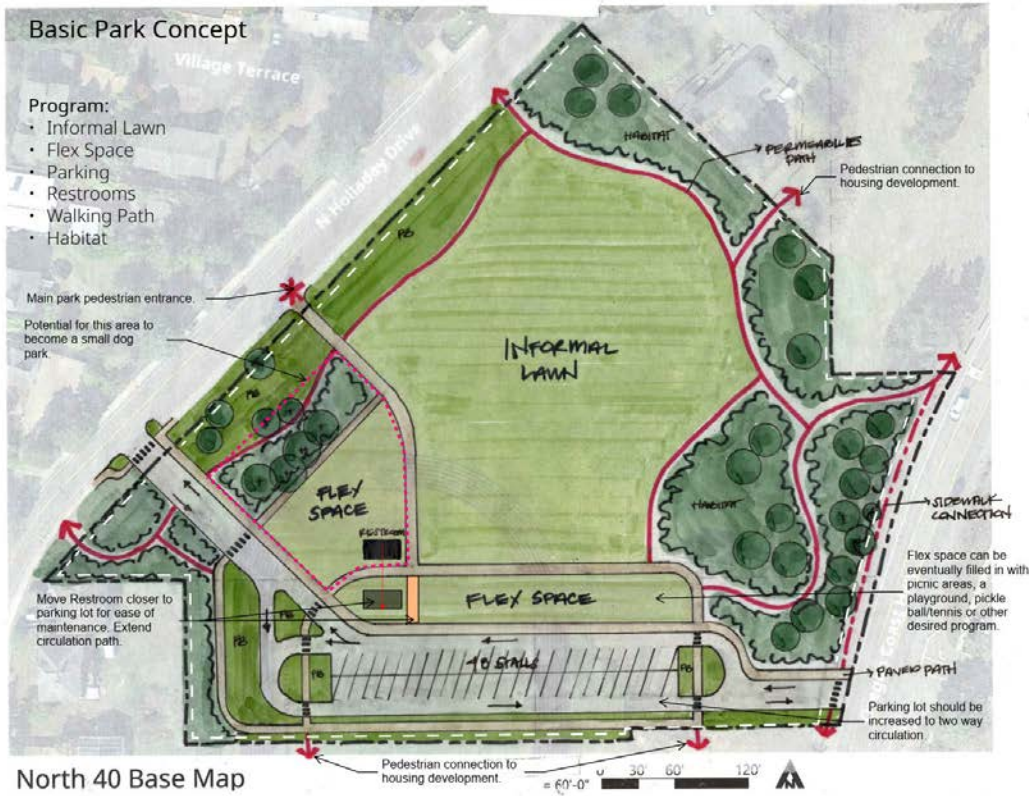 Basic Park Concept
Village Terrace
Program:
• Informal Lawn
• Flex Space
• Parking
• Restrooms
• Walking Path
• Habitat
N Holladay Drive
HABITAT
PERMEABLE
PATH
Pedestrian connection to
housing development.
PB
Main park pedestrian entrance.
Potential for this area to
become a small dog
park.
INFORMAL
LAWN
PB
FLEX
SPACE
RESTROOM
HABITAT
SIDEWALK
CONNECTION
Flex space can be
eventually filled in with
picnic areas, a
playground, pickle
ball/tennis or other
desired program.
Move Restroom closer to
parking lot for ease of
maintenance. Extend
circulation path.
FLEX SPACE
PB
PB
48 STALLS
PB
PB
PAVED PATH
Parking lot should be
increased to two way
circulation.
Pedestrian connection to
housing development.
North 40 Base Map
= 60'-0"
0
30'
60'
120'